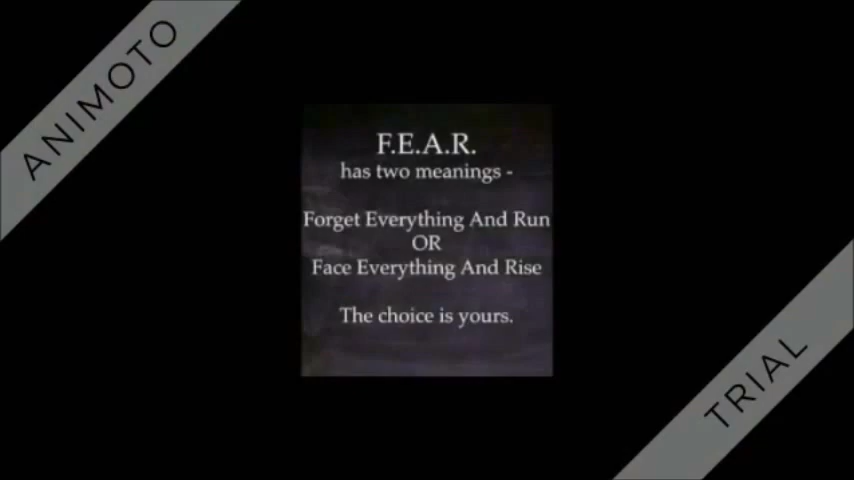 ANIMOTO
F.E.A.R.
has two meanings -
Forget Everything And Run
OR
Face Everything And Rise
The choice is yours.
TRIAL